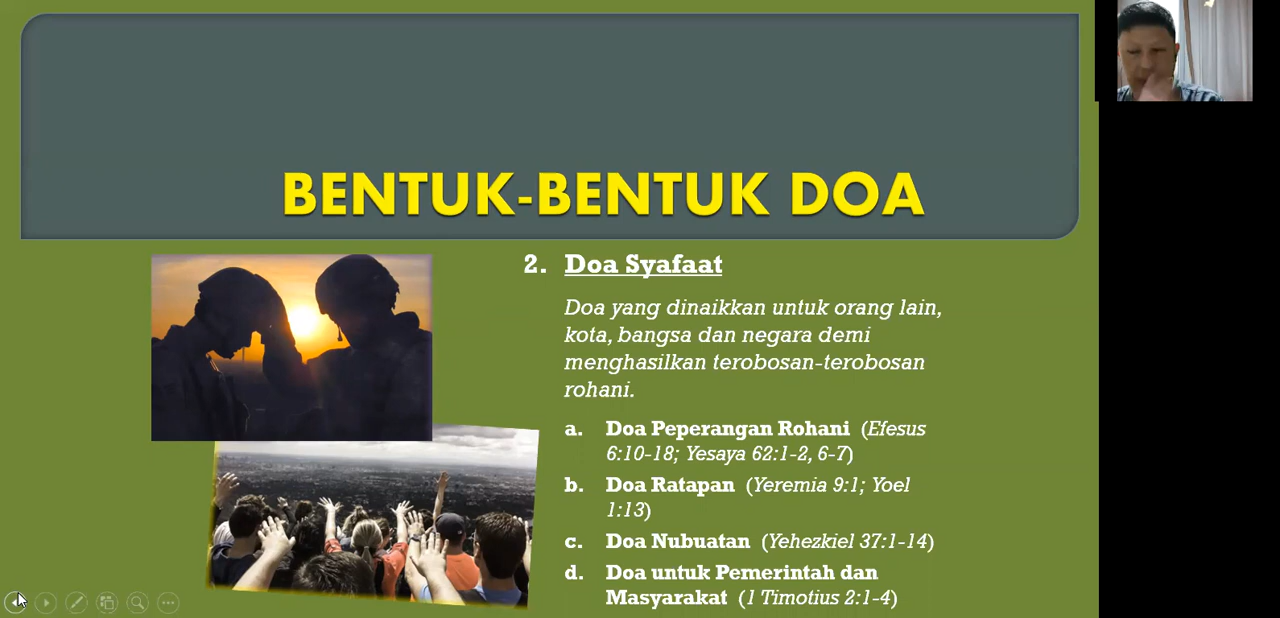 BENTUK-BENTUK DOA
2. Doa Syafaat
Doa yang dinaikkan untuk orang lain,
kota, bangsa dan negara demi
menghasilkan terobosan-terobosan
rohani.
a. Doa Peperangan Rohani (Efesus
6:10-18; Yesaya 62:1-2, 6-7)
b. Doa Ratapan (Yeremia 9:1; Yoel
1:13)
c. Doa Nubuatan (Yehezkiel 37:1-14)
d. Doa untuk Pemerintah dan
Masyarakat (1 Timotius 2:1-4)